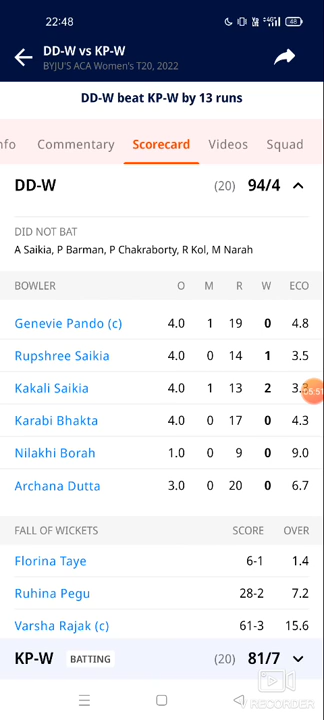 22:48
48
DD-W vs KP-W
BYJU'S ACA Women's T20, 2022
DD-W beat KP-W by 13 runs
nfo Commentary Scorecard Videos Squad
DD-W (20) 94/4
DID NOT BAT
A Saikia, P Barman, P Chakraborty, R Kol, M Narah
BOWLER O M R W ECO
Genevie Pando (c) 4.0 1 19 0 4.8
Rupshree Saikia 4.0 0 14 1 3.5
Kakali Saikia 4.0 1 13 2 3.3
05:51
Karabi Bhakta 4.0 0 17 0 4.3
Nilakhi Borah 1.0 0 9 0 9.0
Archana Dutta 3.0 0 20 0 6.7
FALL OF WICKETS SCORE OVER
Florina Taye 6-1 1.4
Ruhina Pegu 28-2 7.2
Varsha Rajak (c) 61-3 15.6
KP-W BATTING (20) 81/7
RECORDER